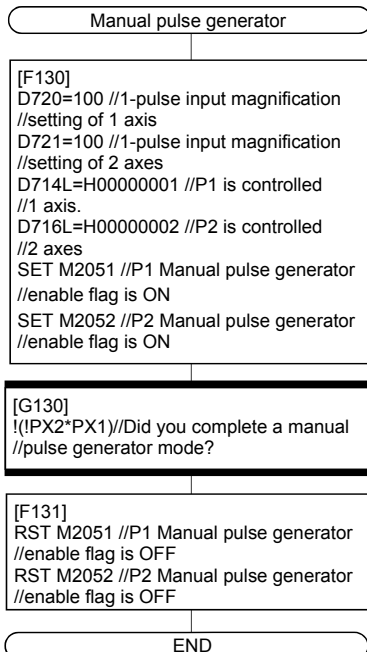 Manual pulse generator
[F130]
D720=100 //1-pulse input magnification
//setting of 1 axis
D721=100 //1-pulse input magnification
//setting of 2 axes
D714L=H00000001 //P1 is controlled
//1 axis.
D716L=H00000002 //P2 is controlled
//2 axes
SET M2051 //P1 Manual pulse generator
//enable flag is ON
SET M2052 //P2 Manual pulse generator
//enable flag is ON
[G130]
!(!PX2*PX1)//Did you complete a manual
//pulse generator mode?
[F131]
RST M2051 //P1 Manual pulse generator
//enable flag is OFF
RST M2052 //P2 Manual pulse generator
//enable flag is OFF
END